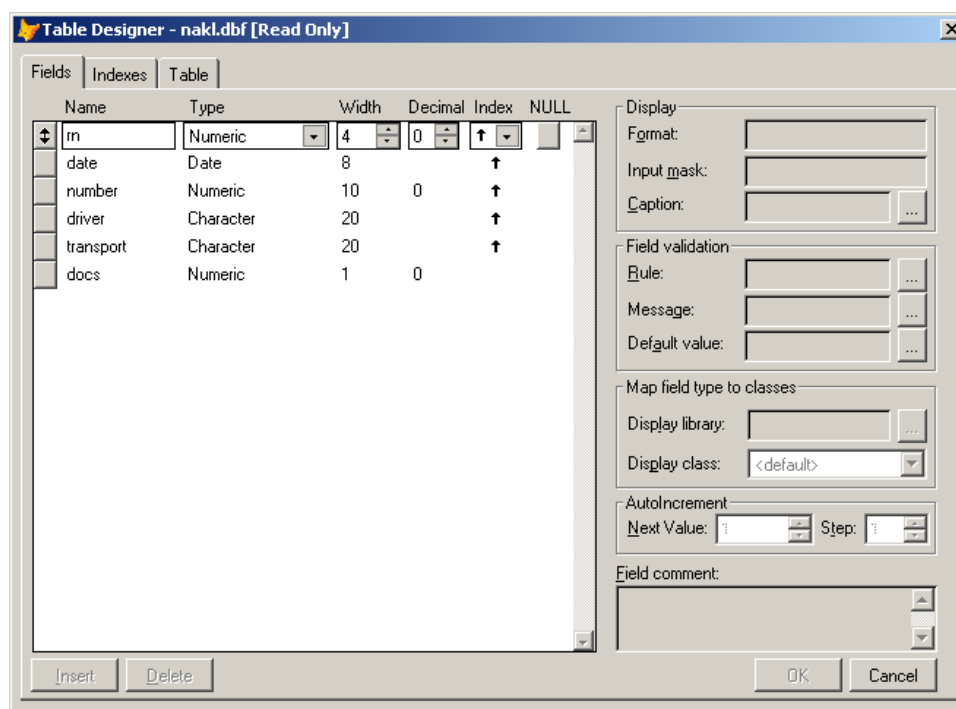 Table Designer - nakl.dbf [Read Only]
Fields Indexes Table
Name Type Width Decimal Index NULL
rn Numeric 4 0
date Date 8
number Numeric 10 0
driver Character 20
transport Character 20
docs Numeric 1 0
Display
Format:
Input mask:
Caption: ...
Field validation
Rule: ...
Message: ...
Default value: ...
Map field type to classes
Display library: ...
Display class: <default>
AutoIncrement
Next Value: 1 Step: 1
Field comment:
Insert Delete OK Cancel